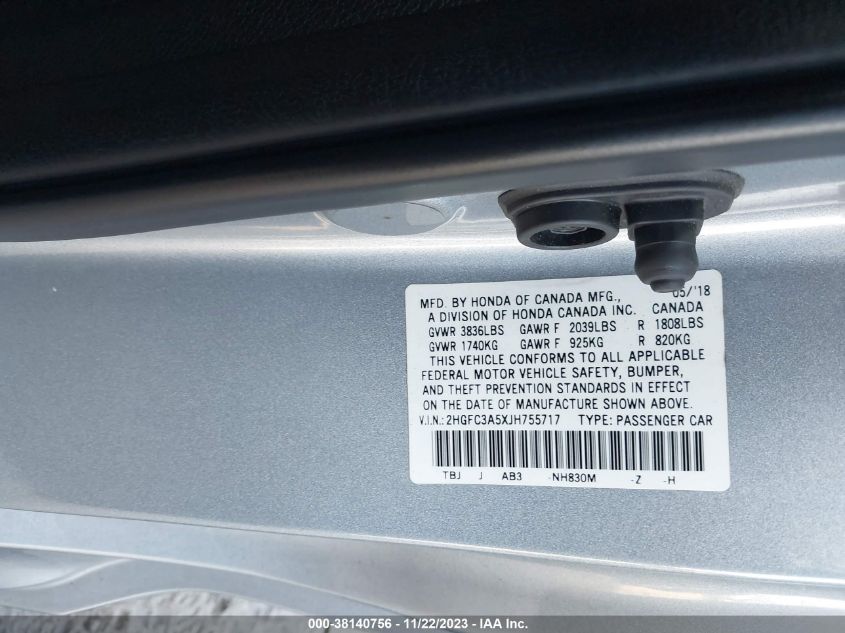 MFD. BY HONDA OF CANADA MFG., 05/'18
A DIVISION OF HONDA CANADA INC. CANADA
GVWR 3836LBS GAWR F 2039LBS R 1808LBS
GVWR 1740KG GAWR F 925KG R 820KG
THIS VEHICLE CONFORMS TO ALL APPLICABLE
FEDERAL MOTOR VEHICLE SAFETY, BUMPER,
AND THEFT PREVENTION STANDARDS IN EFFECT
ON THE DATE OF MANUFACTURE SHOWN ABOVE.
V.I.N.: 2HGFC3A5XJH755717 TYPE: PASSENGER CAR
TBJ J AB3 -NH830M -Z -H
000-38140756 - 11/22/2023 - IAA Inc.